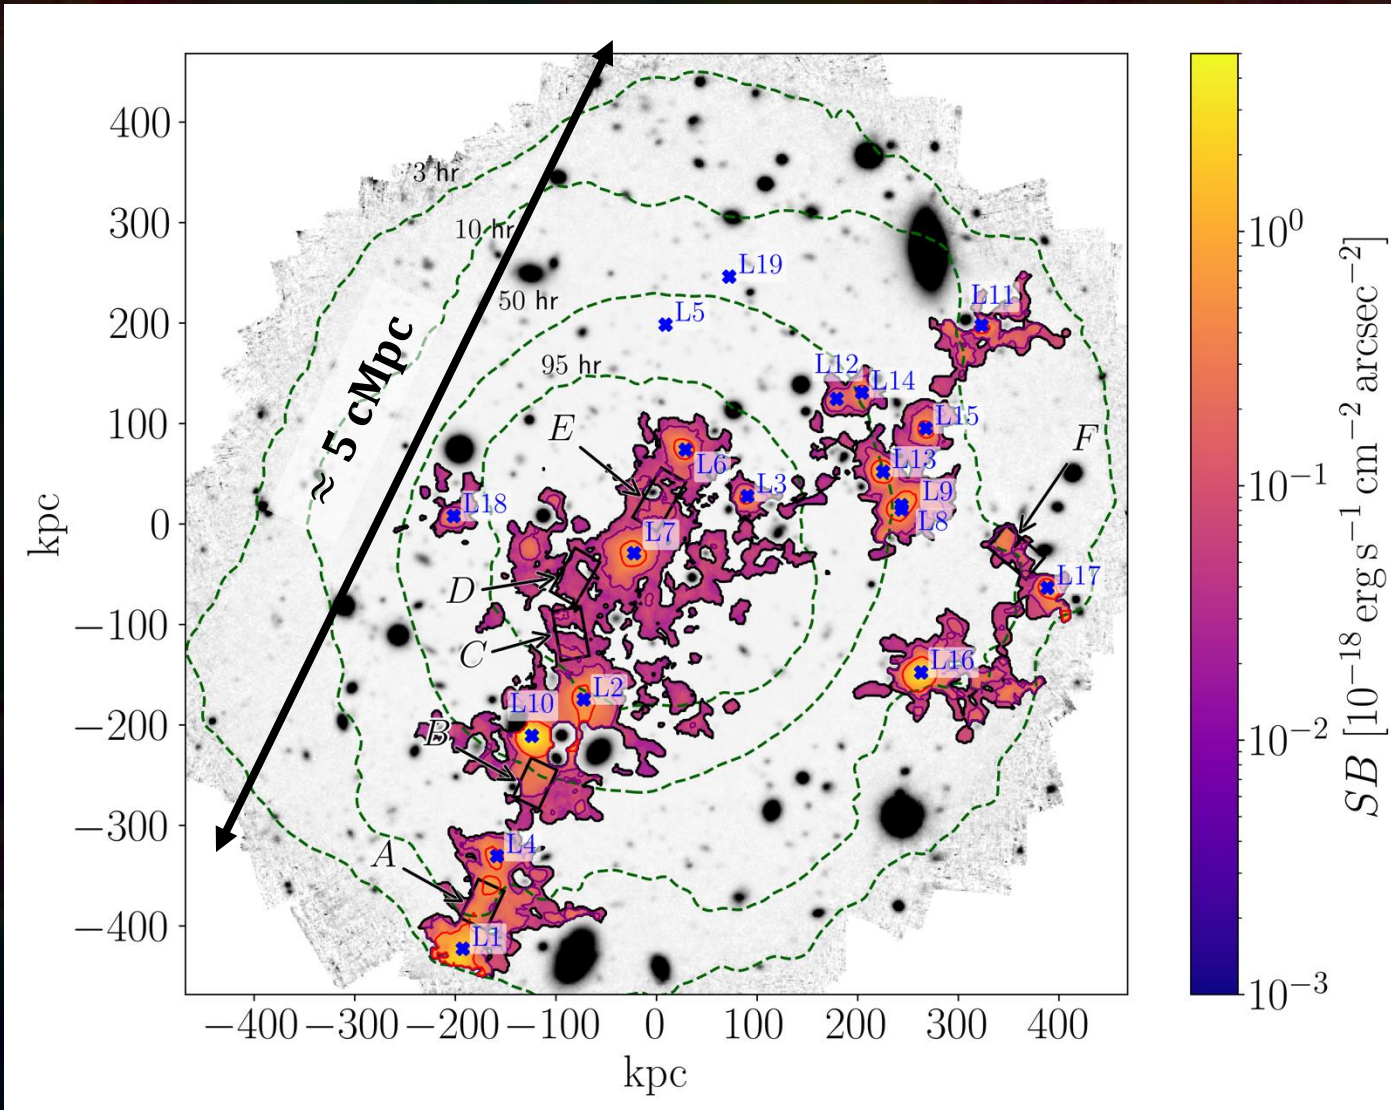 400
300
200
100
0
−100
−200
−300
−400
kpc
−400
−300
−200
−100
0
100
200
300
400
kpc
3 hr
10 hr
50 hr
95 hr
≈ 5 cMpc
L19
L5
L11
L12
L14
L15
E
F
L6
L13
L3
L9
L8
L18
L7
L17
D
C
L16
L2
L10
B
L4
A
L1
10⁰
10⁻¹
10⁻²
10⁻³
SB [10⁻¹⁸ erg s⁻¹ cm⁻² arcsec⁻²]